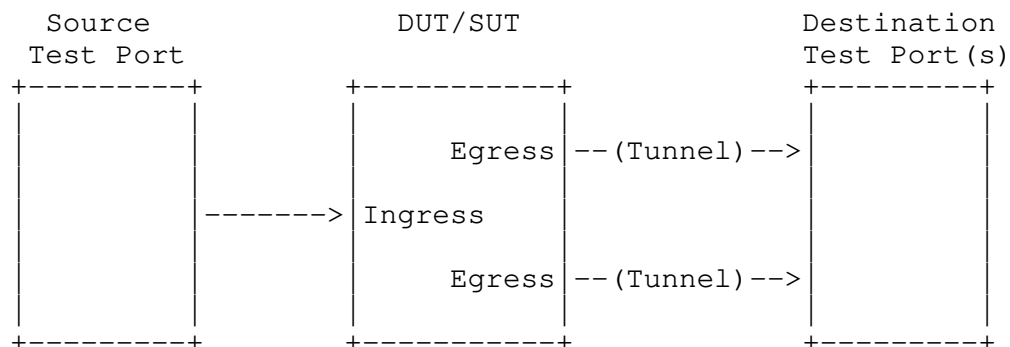 Source DUT/SUT Destination
Test Port Test Port(s)
Egress --(Tunnel)-->
------->Ingress
Egress --(Tunnel)-->